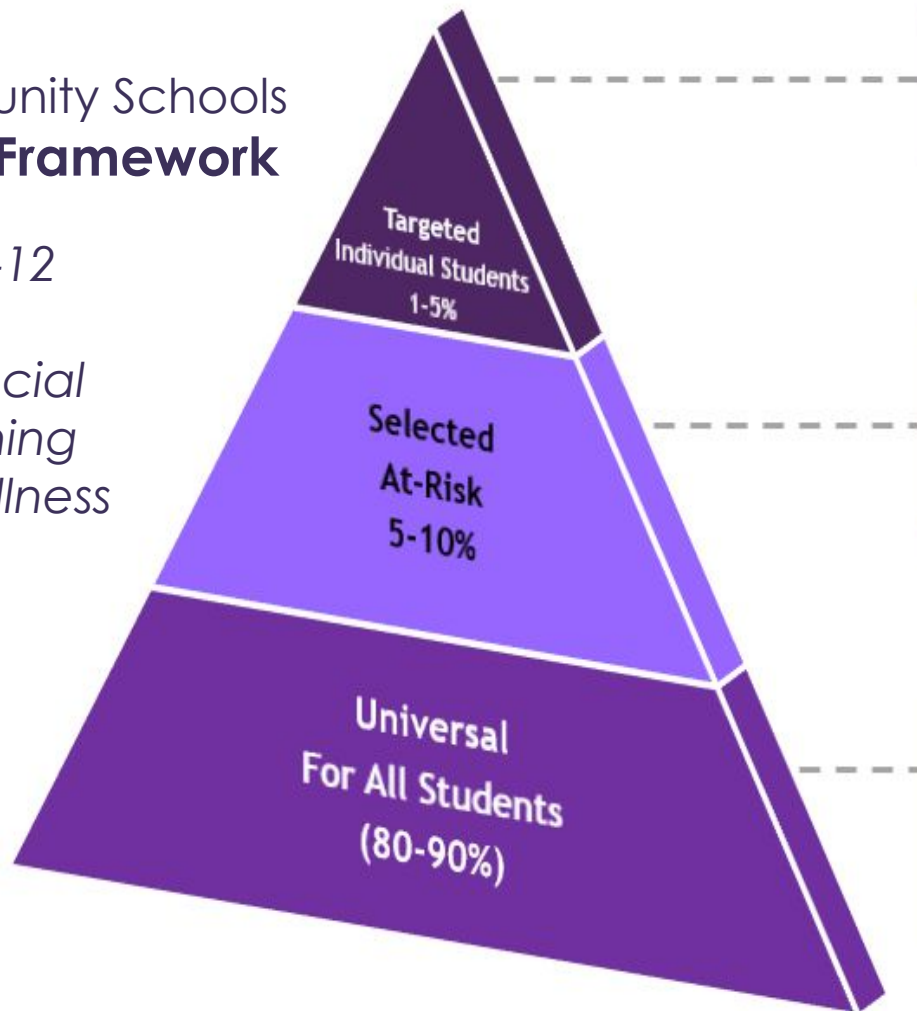 unity Schools
Framework
-12
cial
ning
llness
Targeted
Individual Students
1-5%
Selected
At-Risk
5-10%
Universal
For All Students
(80-90%)